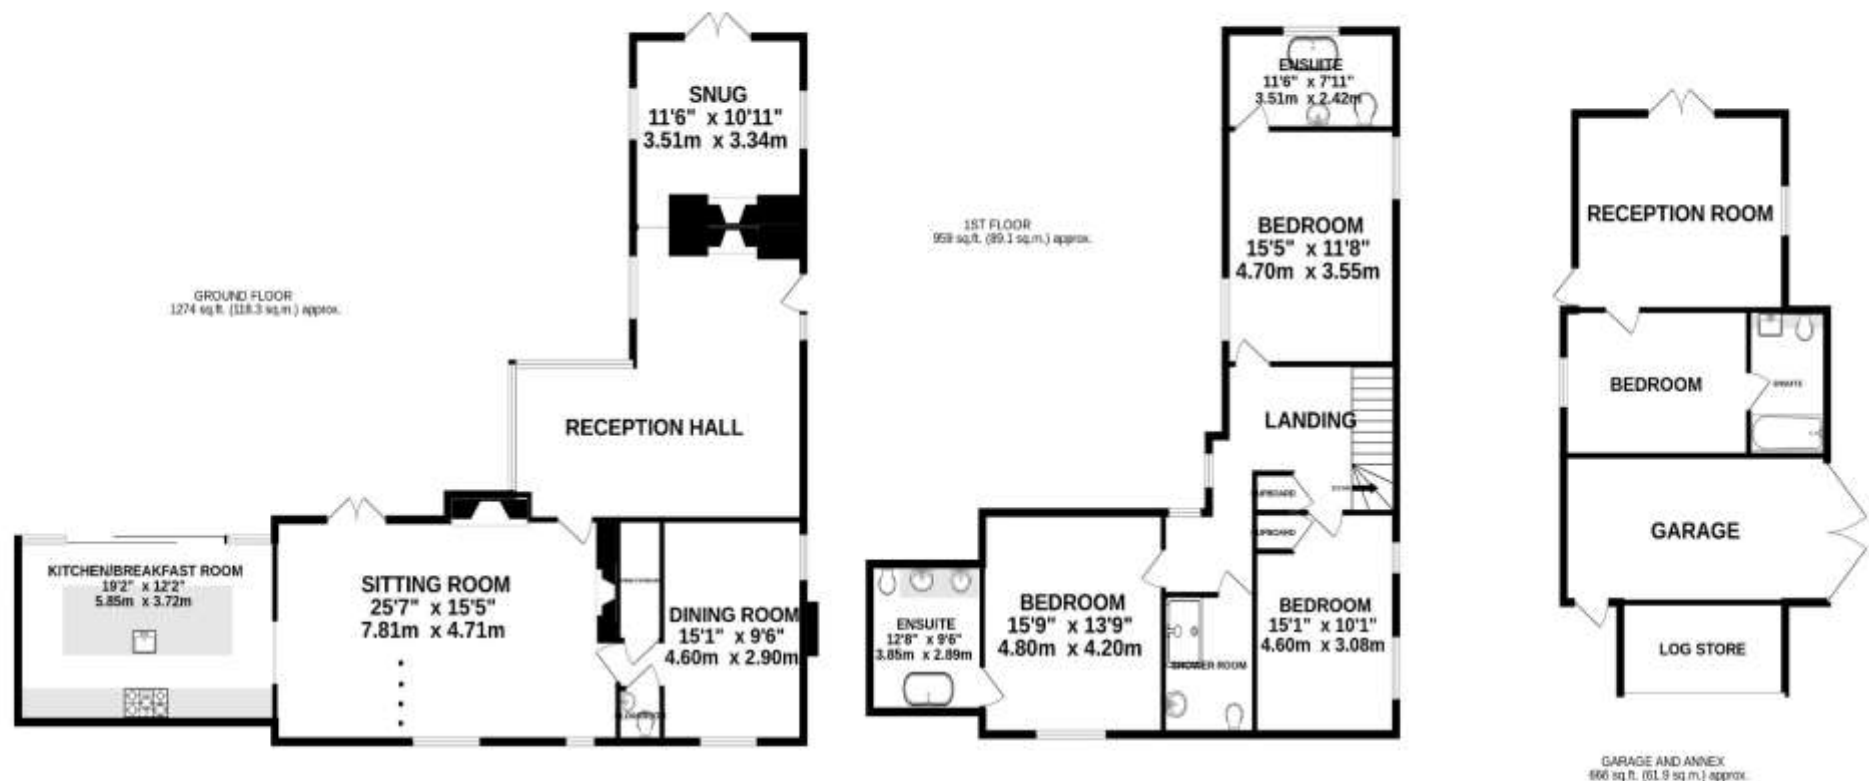 SNUG
11'6" x 10'11"
3.51m x 3.34m
GROUND FLOOR
1274 sq.ft. (118.3 sq.m.) approx.
RECEPTION HALL
KITCHEN/BREAKFAST ROOM
19'2" x 12'2"
5.85m x 3.72m
SITTING ROOM
25'7" x 15'5"
7.81m x 4.71m
DINING ROOM
15'1" x 9'6"
4.60m x 2.90m
1ST FLOOR
959 sq.ft. (89.1 sq.m.) approx.
ENSUITE
11'6" x 7'11"
3.51m x 2.42m
BEDROOM
15'5" x 11'8"
4.70m x 3.55m
LANDING
CUPBOARD
CUPBOARD
ENSUITE
12'8" x 9'6"
3.85m x 2.89m
BEDROOM
15'9" x 13'9"
4.80m x 4.20m
SHOWER ROOM
BEDROOM
15'1" x 10'1"
4.60m x 3.08m
RECEPTION ROOM
BEDROOM
ENSUITE
GARAGE
LOG STORE
GARAGE AND ANNEX
666 sq.ft. (61.9 sq.m.) approx.